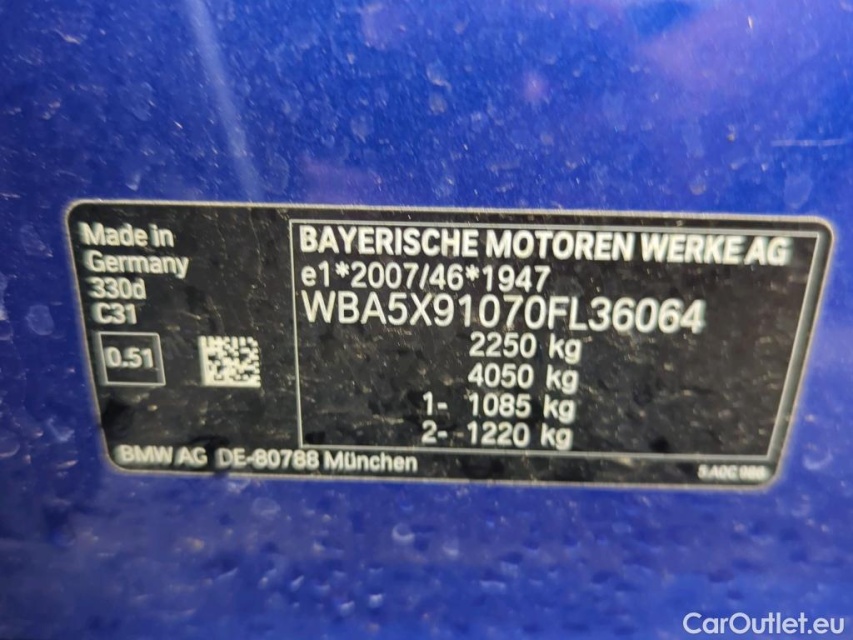 Made in
Germany
330d
C31
0.51
BAYERISCHE MOTOREN WERKE AG
e1*2007/46*1947
WBA5X91070FL36064
2250 kg
4050 kg
1- 1085 kg
2- 1220 kg
BMW AG DE-80788 München
CarOutlet.eu